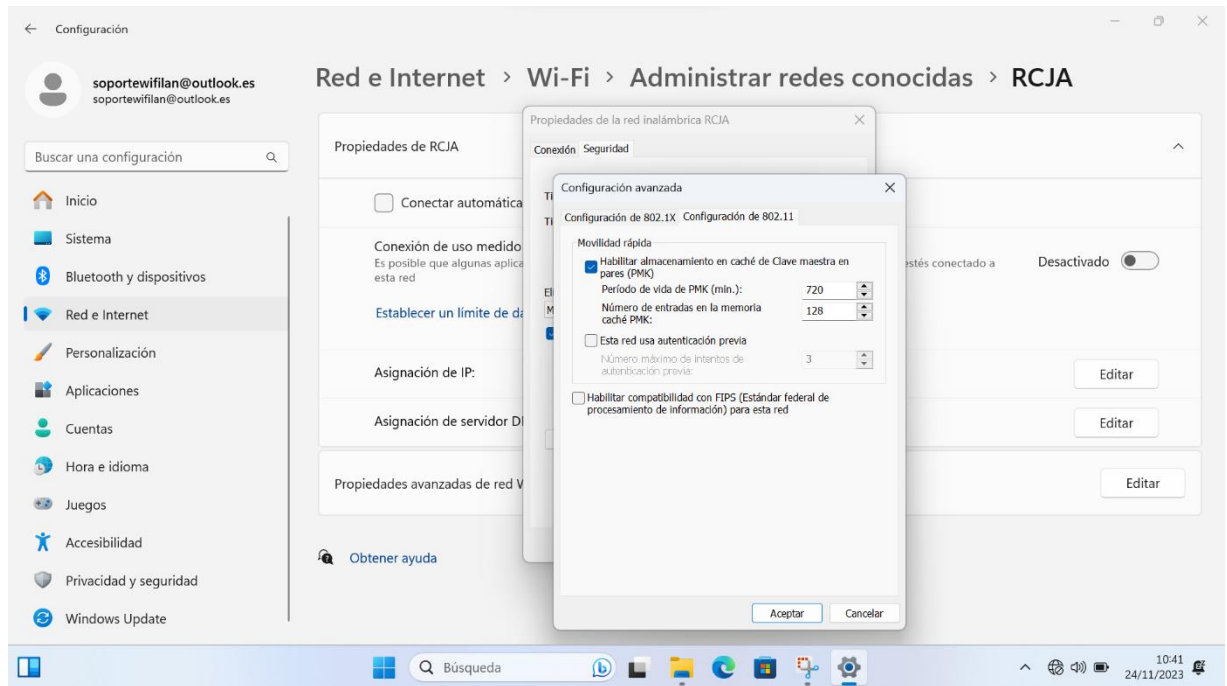 Configuración
soportewifilan@outlook.es
soportewifilan@outlook.es
Buscar una configuración
Inicio
Sistema
Bluetooth y dispositivos
Red e Internet
Personalización
Aplicaciones
Cuentas
Hora e idioma
Juegos
Accesibilidad
Privacidad y seguridad
Windows Update
Red e Internet > Wi-Fi > Administrar redes conocidas > RCJA
Propiedades de RCJA
Conectar automática
Conexión de uso medido
Es posible que algunas aplica
estés conectado a
esta red
Desactivado
Establecer un límite de da
Asignación de IP:
Editar
Asignación de servidor D
Editar
Propiedades avanzadas de red W
Editar
Obtener ayuda
Propiedades de la red inalámbrica RCJA
Conexión Seguridad
Ti
Ti
El
M
Configuración avanzada
Configuración de 802.1X Configuración de 802.11
Movilidad rápida
Habilitar almacenamiento en caché de Clave maestra en
pares (PMK)
Período de vida de PMK (min.): 720
Número de entradas en la memoria
caché PMK: 128
Esta red usa autenticación previa
Número máximo de intentos de
autenticación previa: 3
Habilitar compatibilidad con FIPS (Estándar federal de
procesamiento de información) para esta red
Aceptar Cancelar
Búsqueda
10:41
24/11/2023